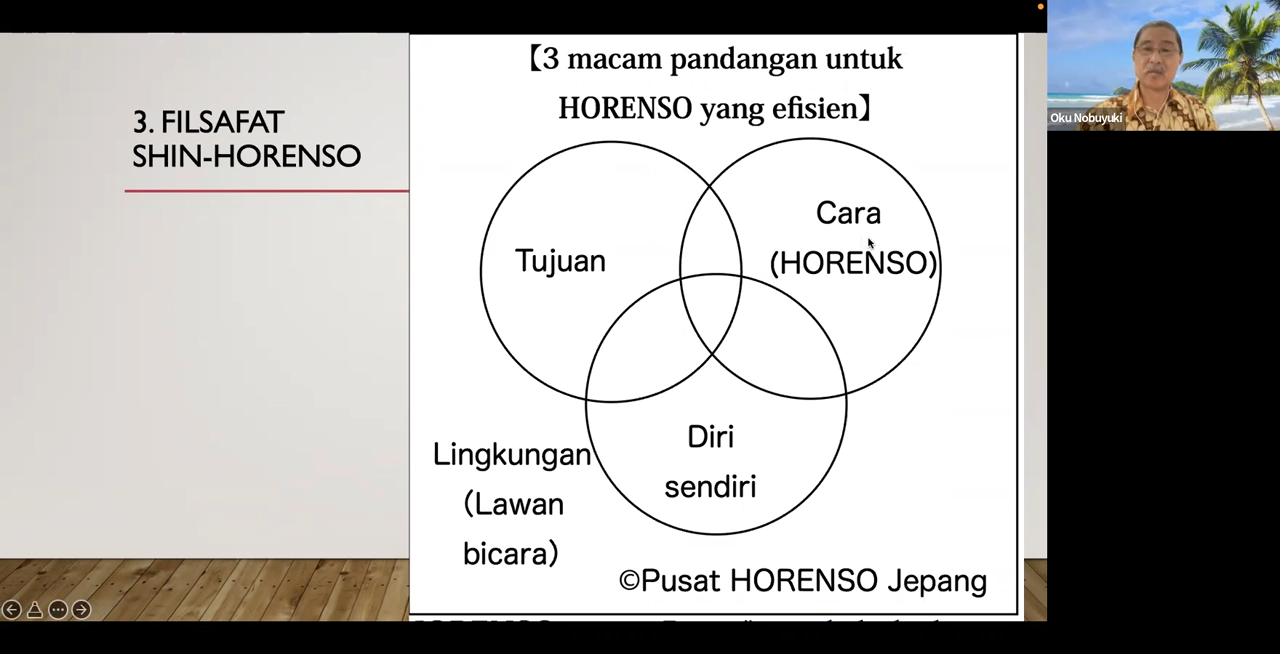 3. FILSAFAT
SHIN-HORENSO
【3 macam pandangan untuk
HORENSO yang efisien】
Tujuan
Cara
(HORENSO)
Diri
sendiri
Lingkungan
(Lawan
bicara)
©Pusat HORENSO Jepang
Oku Nobuyuki